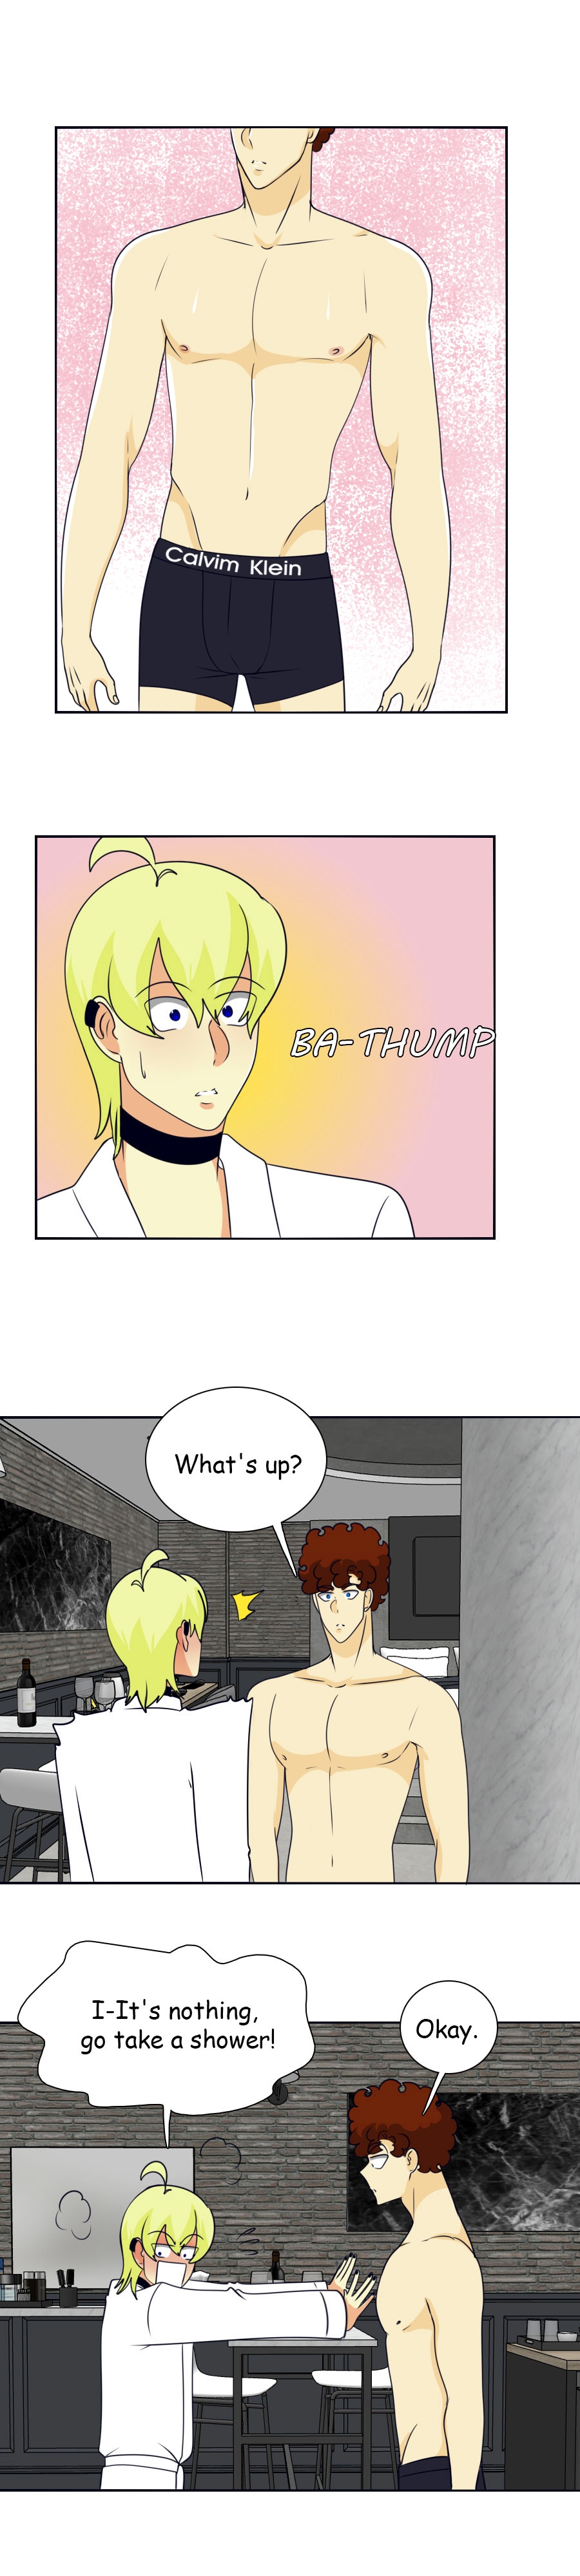 Calvim Klein
BA-THUMP
What's up?
I-It's nothing,
go take a shower!
Okay.